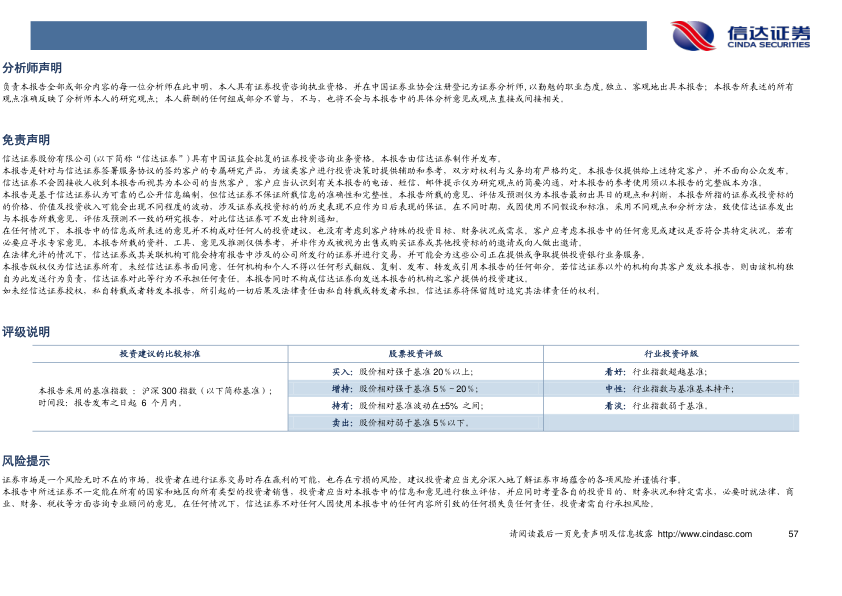 信达证券
CINDA SECURITIES
分析师声明
负责本报告全部或部分内容的每一位分析师在此申明，本人具有证券投资咨询执业资格，并在中国证券业协会注册登记为证券分析师，以勤勉的职业态度，独立、客观地出具本报告；本报告所表述的所有
观点准确反映了分析师本人的研究观点；本人薪酬的任何组成部分不曾与，不与，也将不会与本报告中的具体分析意见或观点直接或间接相关。
免责声明
信达证券股份有限公司(以下简称“信达证券”)具有中国证监会批复的证券投资咨询业务资格。本报告由信达证券制作并发布。
本报告是针对与信达证券签署服务协议的签约客户的专属研究产品，为该类客户进行投资决策时提供辅助和参考，双方对权利与义务均有严格约定。本报告仅提供给上述特定客户，并不面向公众发布。
信达证券不会因接收人收到本报告而视其为本公司的当然客户。客户应当认识到有关本报告的电话、短信、邮件提示仅为研究观点的简要沟通，对本报告的参考使用须以本报告的完整版本为准。
本报告是基于信达证券认为可靠的已公开信息编制，但信达证券不保证所载信息的准确性和完整性。本报告所载的意见、评估及预测仅为本报告最初出具日的观点和判断，本报告所指的证券或投资标的
的价格、价值及投资收入可能会出现不同程度的波动，涉及证券或投资标的的历史表现不应作为日后表现的保证。在不同时期，或因使用不同假设和标准，采用不同观点和分析方法，致使信达证券发出
与本报告所载意见、评估及预测不一致的研究报告，对此信达证券可不发出特别通知。
在任何情况下，本报告中的信息或所表述的意见并不构成对任何人的投资建议，也没有考虑到客户特殊的投资目标、财务状况或需求。客户应考虑本报告中的任何意见或建议是否符合其特定状况，若有
必要应寻求专家意见。本报告所载的资料、工具、意见及推测仅供参考，并非作为或被视为出售或购买证券或其他投资标的的邀请或向人做出邀请。
在法律允许的情况下，信达证券或其关联机构可能会持有报告中涉及的公司所发行的证券并进行交易，并可能会为这些公司正在提供或争取提供投资银行业务服务。
本报告版权仅为信达证券所有。未经信达证券书面同意，任何机构和个人不得以任何形式翻版、复制、发布、转发或引用本报告的任何部分。若信达证券以外的机构向其客户发放本报告，则由该机构独
自为此发送行为负责，信达证券对此等行为不承担任何责任。本报告同时不构成信达证券向发送本报告的机构之客户提供的投资建议。
如未经信达证券授权，私自转载或者转发本报告，所引起的一切后果及法律责任由私自转载或转发者承担。信达证券将保留随时追究其法律责任的权利。
评级说明
投资建议的比较标准 股票投资评级 行业投资评级
本报告采用的基准指数 ：沪深 300 指数（以下简称基准）；
时间段：报告发布之日起 6 个月内。
买入：股价相对强于基准 20％以上； 看好：行业指数超越基准；
增持：股价相对强于基准 5％~20％； 中性：行业指数与基准基本持平；
持有：股价相对基准波动在±5% 之间； 看淡：行业指数弱于基准。
卖出：股价相对弱于基准 5％以下。
风险提示
证券市场是一个风险无时不在的市场。投资者在进行证券交易时存在赢利的可能，也存在亏损的风险。建议投资者应当充分深入地了解证券市场蕴含的各项风险并谨慎行事。
本报告中所述证券不一定能在所有的国家和地区向所有类型的投资者销售，投资者应当对本报告中的信息和意见进行独立评估，并应同时考量各自的投资目的、财务状况和特定需求，必要时就法律、商
业、财务、税收等方面咨询专业顾问的意见。在任何情况下，信达证券不对任何人因使用本报告中的任何内容所引致的任何损失负任何责任，投资者需自行承担风险。
请阅读最后一页免责声明及信息披露 http://www.cindasc.com 57